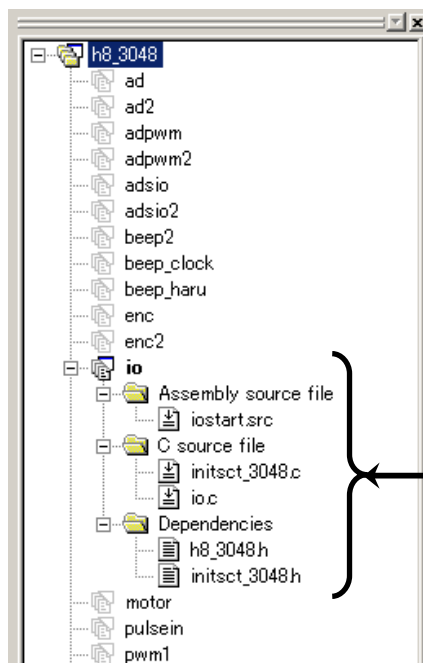 h8_3048
ad
ad2
adpwm
adpwm2
adsio
adsio2
beep2
beep_clock
beep_haru
enc
enc2
io
Assembly source file
iostart.src
C source file
initsct_3048.c
io.c
Dependencies
h8_3048.h
initsct_3048.h
motor
pulsein
pwm1